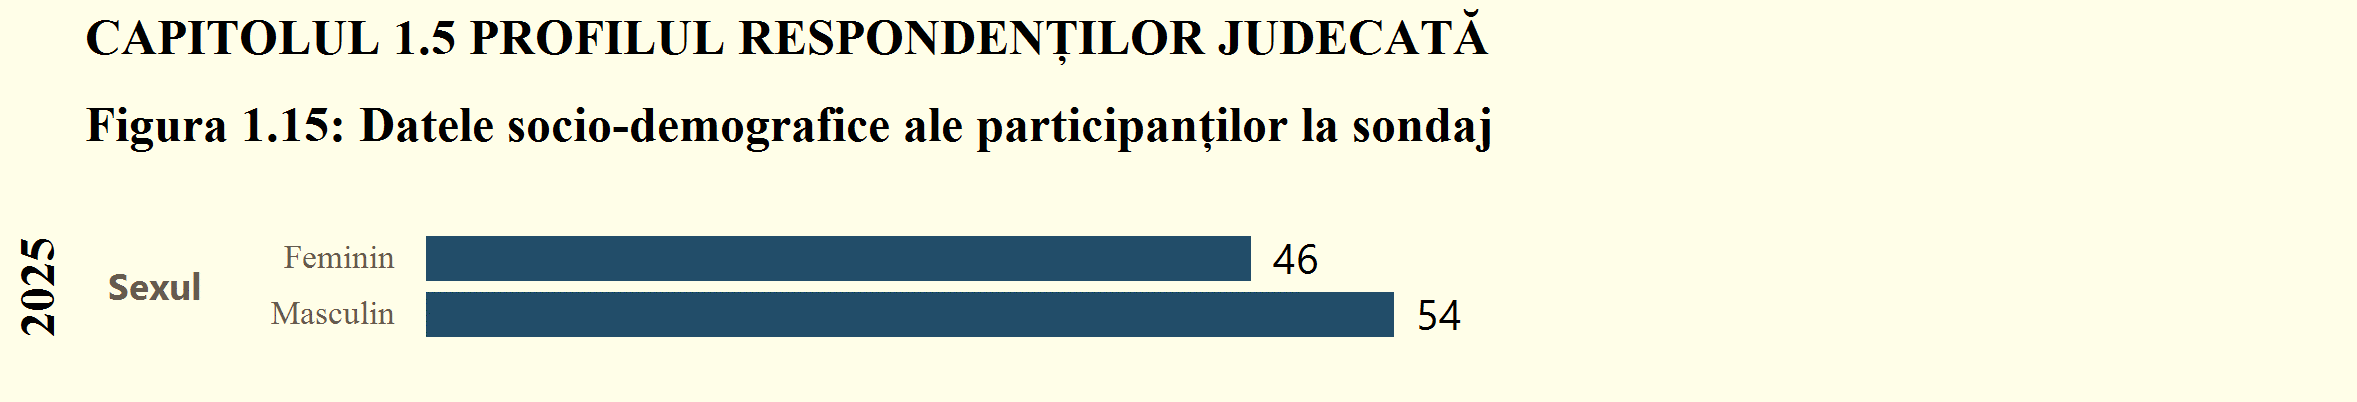 CAPITOLUL 1.5 PROFILUL RESPONDENȚILOR JUDECATĂ
Figura 1.15: Datele socio-demografice ale participanților la sondaj
2025
Sexul
Feminin 46
Masculin 54